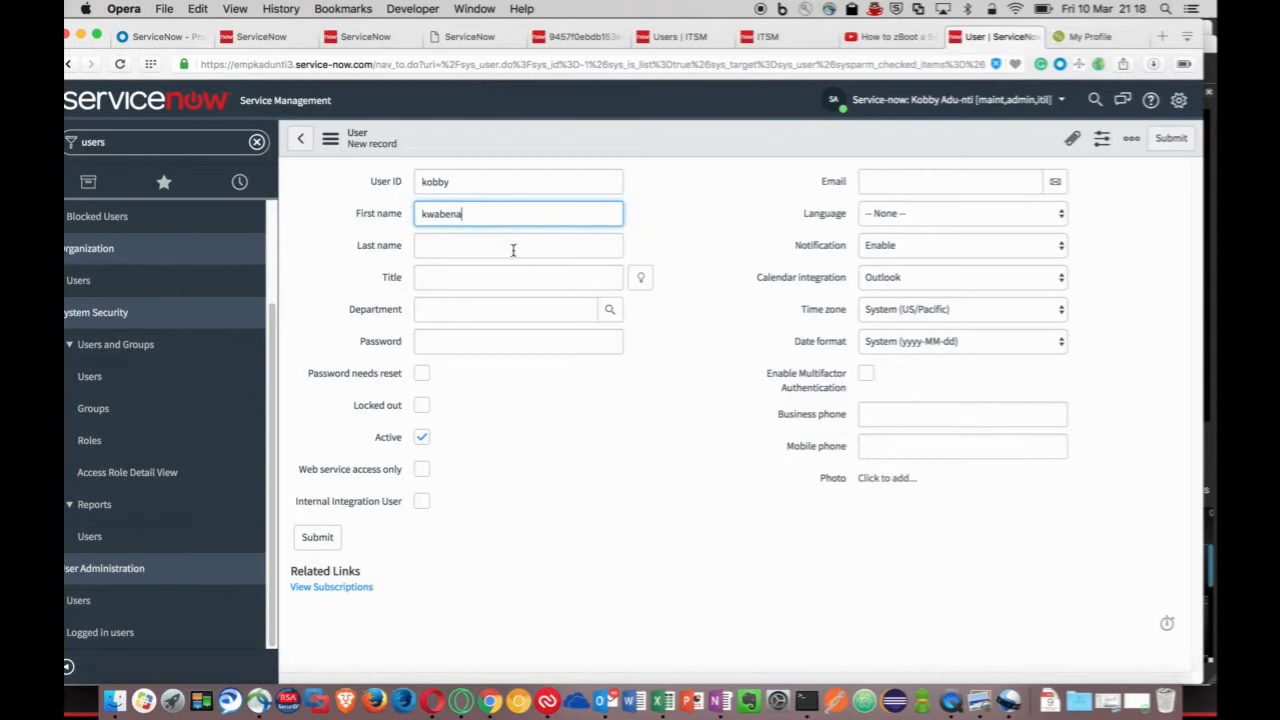 Opera File Edit View History Bookmarks Developer Window Help Fri 10 Mar 21 18
ServiceNow - Pro ServiceNow ServiceNow ServiceNow 9457f0ebdb153 Users | ITSM ITSM How to zBoot a S User | ServiceNo My Profile
servicenow Service Management Service-now: Kobby Adu-nti [maint,admin,itil]
users
User
New record
Submit
Blocked Users
rganization
Users
ystem Security
Users and Groups
Users
Groups
Roles
Access Role Detail View
Reports
Users
ser Administration
Users
Logged in users
User ID kobby
First name kwabena
Last name
Title
Department
Password
Password needs reset
Locked out
Active
Web service access only
Internal Integration User
Submit
Related Links
View Subscriptions
Email
Language -- None --
Notification Enable
Calendar integration Outlook
Time zone System (US/Pacific)
Date format System (yyyy-MM-dd)
Enable Multifactor
Authentication
Business phone
Mobile phone
Photo Click to add...